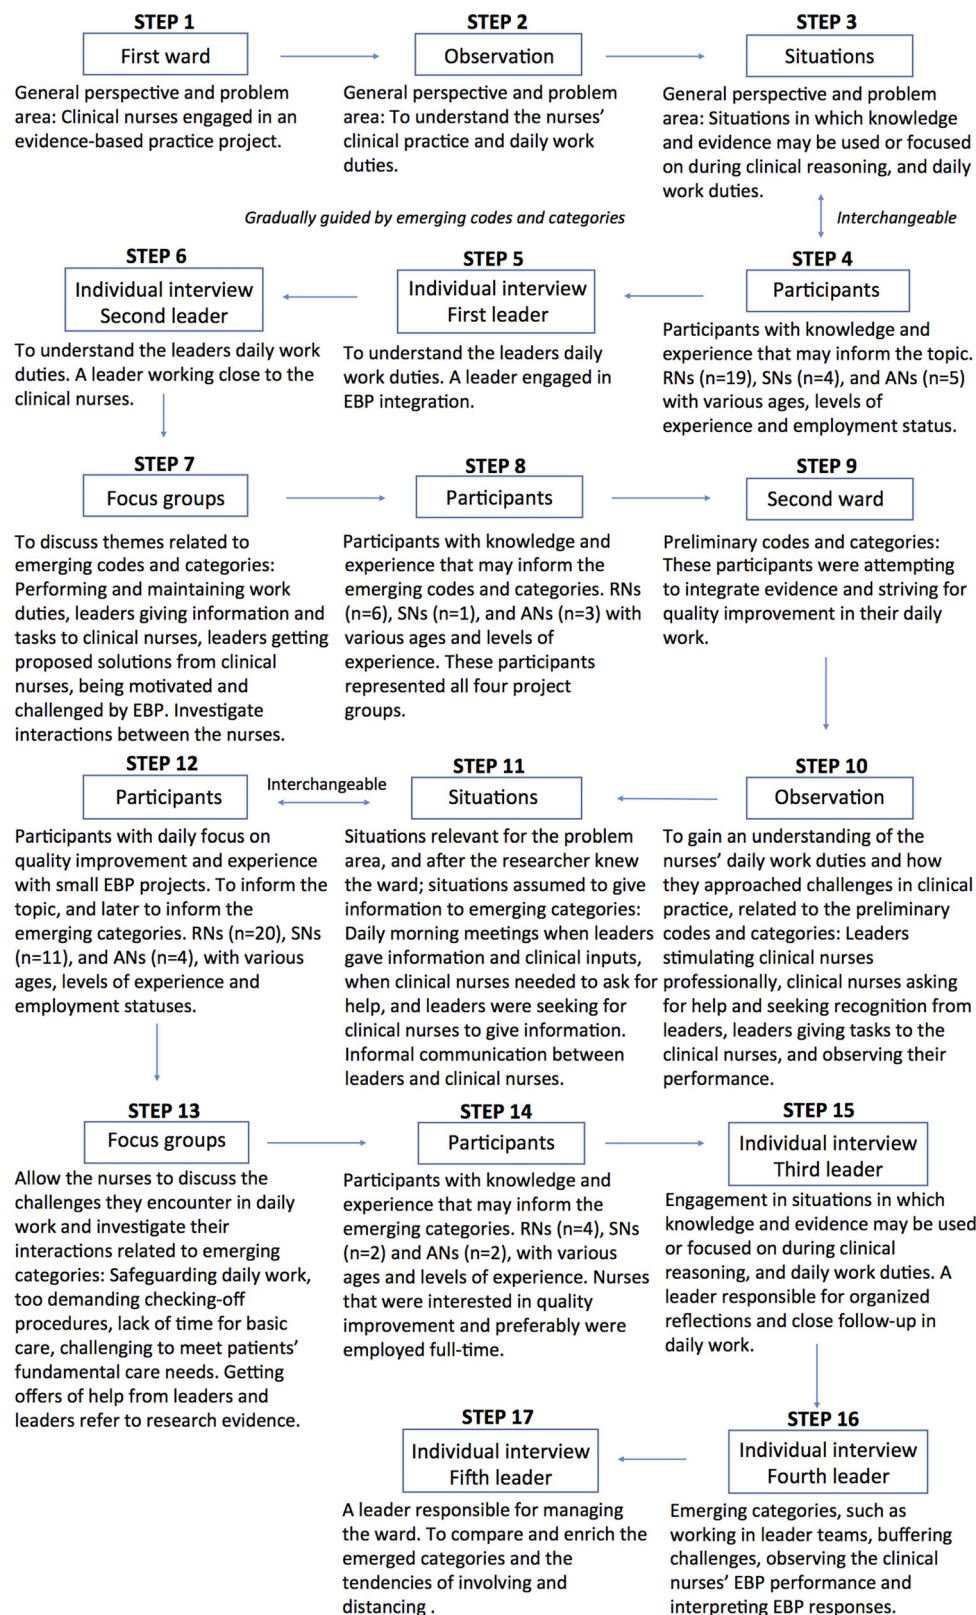 STEP 1
First ward
General perspective and problem
area: Clinical nurses engaged in an
evidence-based practice project.
STEP 2
Observation
General perspective and problem
area: To understand the nurses’
clinical practice and daily work
duties.
STEP 3
Situations
General perspective and problem
area: Situations in which knowledge
and evidence may be used or focused
on during clinical reasoning, and daily
work duties.
Gradually guided by emerging codes and categories
Interchangeable
STEP 4
Participants
Participants with knowledge and
experience that may inform the topic.
RNs (n=19), SNs (n=4), and ANs (n=5)
with various ages, levels of
experience and employment status.
STEP 5
Individual interview
First leader
To understand the leaders daily
work duties. A leader engaged in
EBP integration.
STEP 6
Individual interview
Second leader
To understand the leaders daily work
duties. A leader working close to the
clinical nurses.
STEP 7
Focus groups
To discuss themes related to
emerging codes and categories:
Performing and maintaining work
duties, leaders giving information and
tasks to clinical nurses, leaders getting
proposed solutions from clinical
nurses, being motivated and
challenged by EBP. Investigate
interactions between the nurses.
STEP 8
Participants
Participants with knowledge and
experience that may inform the
emerging codes and categories. RNs
(n=6), SNs (n=1), and ANs (n=3) with
various ages and levels of
experience. These participants
represented all four project
groups.
STEP 9
Second ward
Preliminary codes and categories:
These participants were attempting
to integrate evidence and striving for
quality improvement in their daily
work.
STEP 10
Observation
To gain an understanding of the
nurses’ daily work duties and how
they approached challenges in clinical
practice, related to the preliminary
codes and categories: Leaders
stimulating clinical nurses
professionally, clinical nurses asking
for help and seeking recognition from
leaders, leaders giving tasks to the
clinical nurses, and observing their
performance.
STEP 11
Situations
Situations relevant for the problem
area, and after the researcher knew
the ward; situations assumed to give
information to emerging categories:
Daily morning meetings when leaders
gave information and clinical inputs,
when clinical nurses needed to ask for
help, and leaders were seeking for
clinical nurses to give information.
Informal communication between
leaders and clinical nurses.
Interchangeable
STEP 12
Participants
Participants with daily focus on
quality improvement and experience
with small EBP projects. To inform the
topic, and later to inform the
emerging categories. RNs (n=20), SNs
(n=11), and ANs (n=4), with various
ages, levels of experience and
employment statuses.
STEP 13
Focus groups
Allow the nurses to discuss the
challenges they encounter in daily
work and investigate their
interactions related to emerging
categories: Safeguarding daily work,
too demanding checking-off
procedures, lack of time for basic
care, challenging to meet patients’
fundamental care needs. Getting
offers of help from leaders and
leaders refer to research evidence.
STEP 14
Participants
Participants with knowledge and
experience that may inform the
emerging categories. RNs (n=4), SNs
(n=2) and ANs (n=2), with various
ages and levels of experience. Nurses
that were interested in quality
improvement and preferably were
employed full-time.
STEP 15
Individual interview
Third leader
Engagement in situations in which
knowledge and evidence may be used
or focused on during clinical
reasoning, and daily work duties. A
leader responsible for organized
reflections and close follow-up in
daily work.
STEP 16
Individual interview
Fourth leader
Emerging categories, such as
working in leader teams, buffering
challenges, observing the clinical
nurses’ EBP performance and
interpreting EBP responses.
STEP 17
Individual interview
Fifth leader
A leader responsible for managing
the ward. To compare and enrich the
emerged categories and the
tendencies of involving and
distancing .